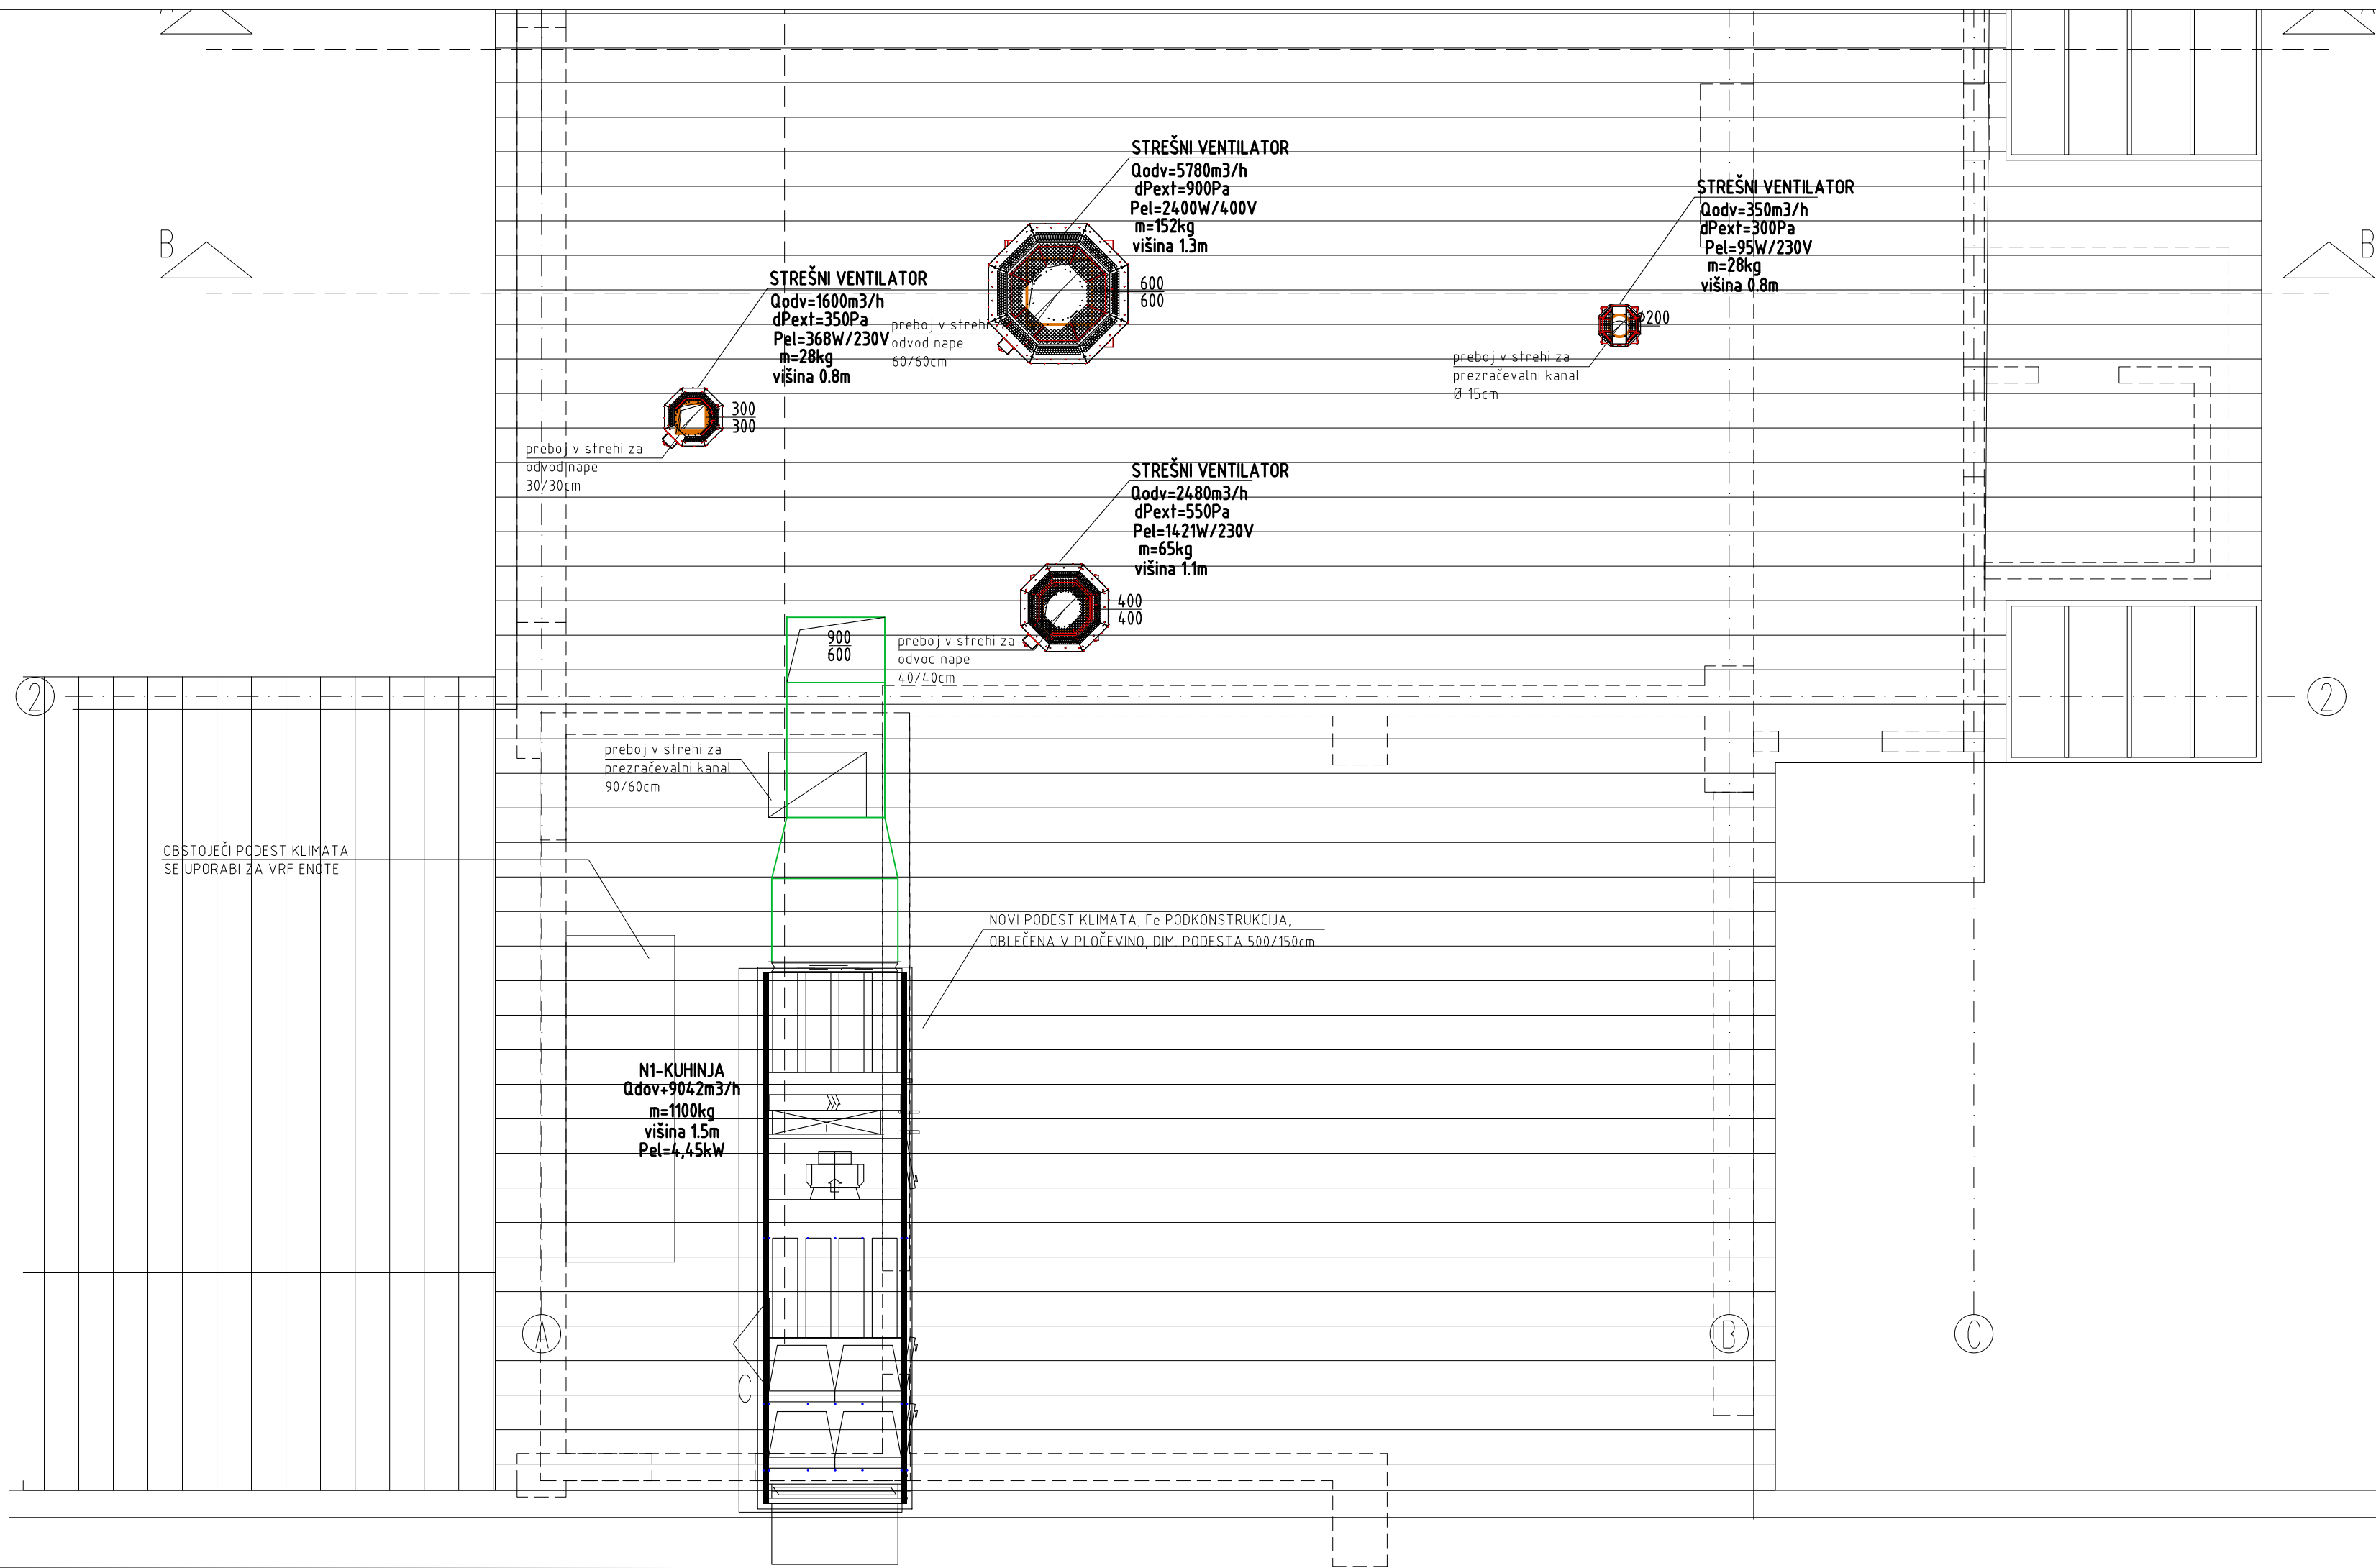 B
B
STREŠNI VENTILATOR
Qodv=5780m3/h
dPext=900Pa
Pel=2400W/400V
m=152kg
višina 1.3m
600
600
preboj v strehi za
odvod nape
60/60cm
STREŠNI VENTILATOR
Qodv=350m3/h
dPext=300Pa
Pel=95W/230V
m=28kg
višina 0.8m
Ø200
preboj v strehi za
prezračevalni kanal
Ø 15cm
STREŠNI VENTILATOR
Qodv=1600m3/h
dPext=350Pa
Pel=368W/230V
m=28kg
višina 0.8m
300
300
preboj v strehi za
odvod nape
30/30cm
STREŠNI VENTILATOR
Qodv=2480m3/h
dPext=550Pa
Pel=1421W/230V
m=65kg
višina 1.1m
400
400
preboj v strehi za
odvod nape
40/40cm
900
600
2
2
preboj v strehi za
prezračevalni kanal
90/60cm
OBSTOJEČI PODEST KLIMATA
SE UPORABI ZA VRF ENOTE
NOVI PODEST KLIMATA, Fe PODKONSTRUKCIJA,
OBLEČENA V PLOČEVINO, DIM. PODESTA 500/150cm
N1-KUHINJA
Qdov+9042m3/h
m=1100kg
višina 1.5m
Pel=4,45kW
A
B
C
C